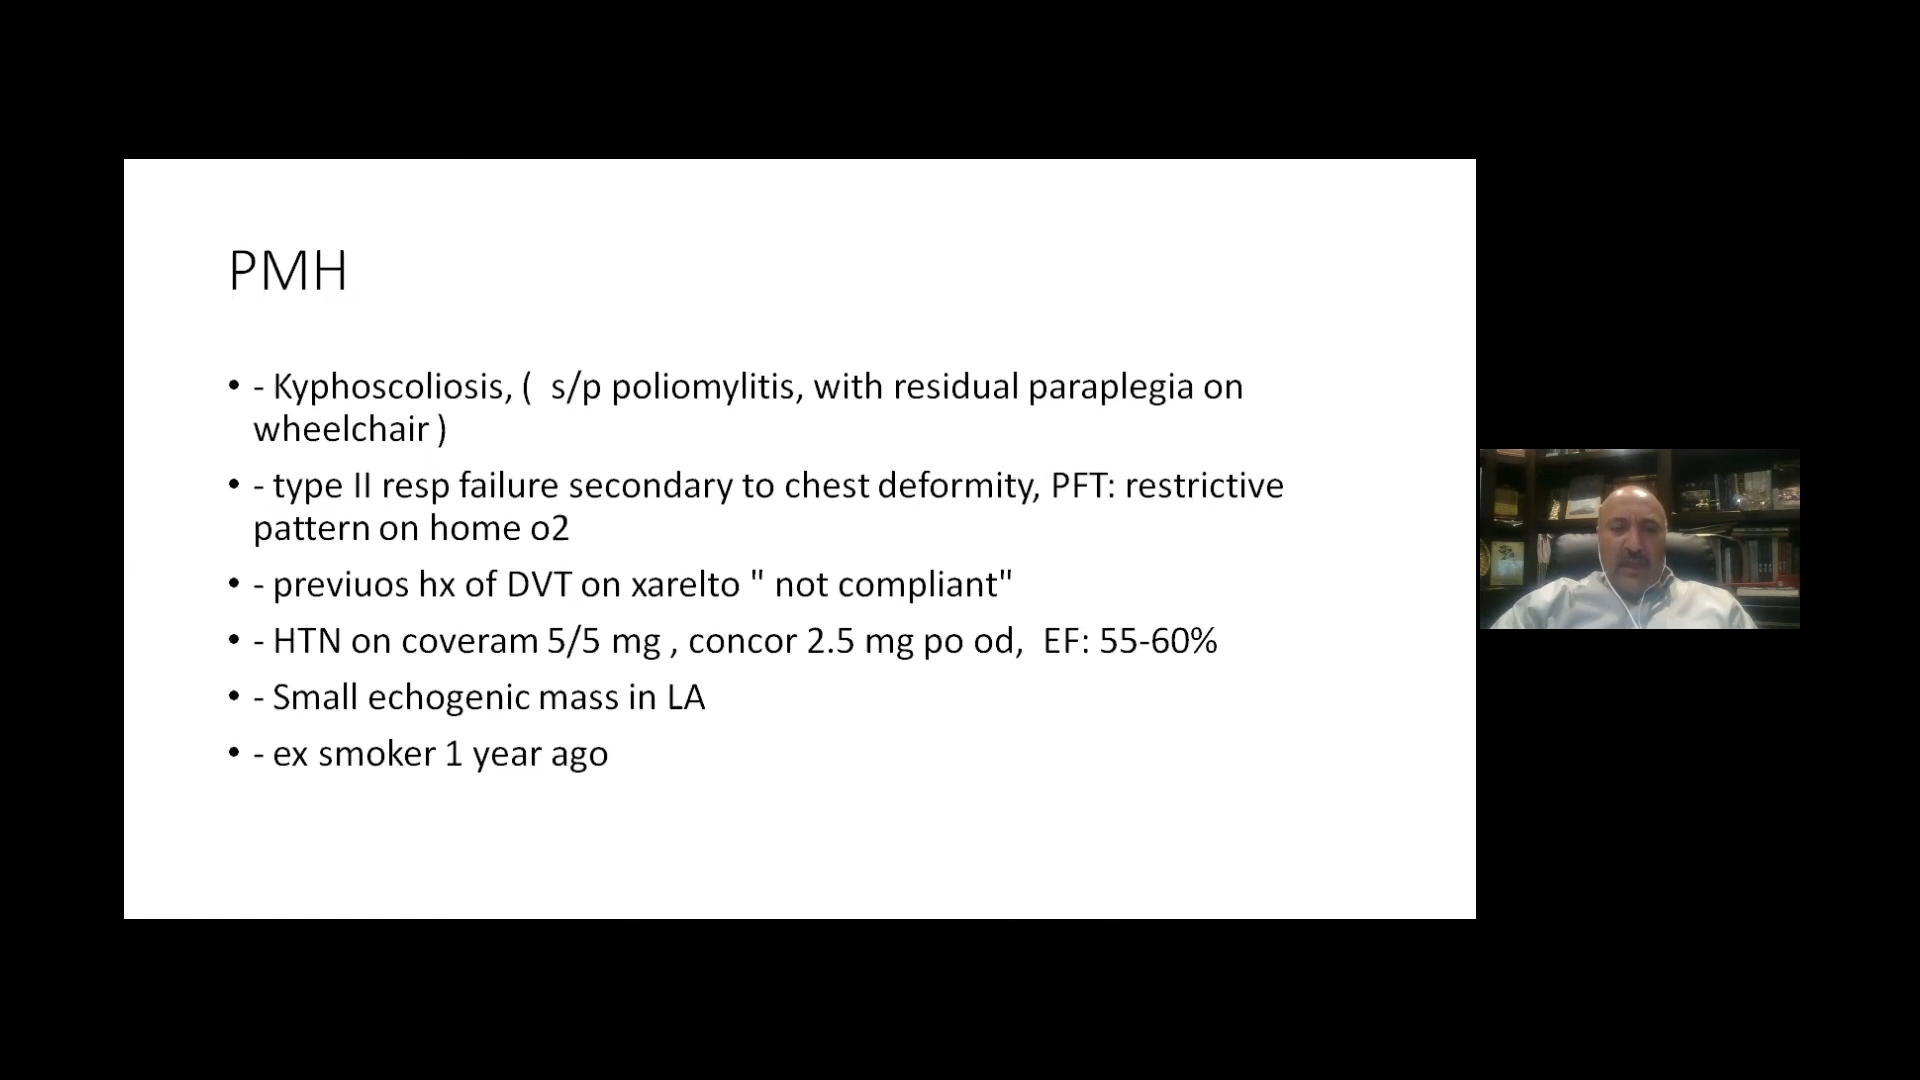 PMH
• - Kyphoscoliosis, ( s/p poliomylitis, with residual paraplegia on
wheelchair )
• - type II resp failure secondary to chest deformity, PFT: restrictive
pattern on home o2
• - previuos hx of DVT on xarelto " not compliant"
• - HTN on coveram 5/5 mg , concor 2.5 mg po od, EF: 55-60%
• - Small echogenic mass in LA
• - ex smoker 1 year ago